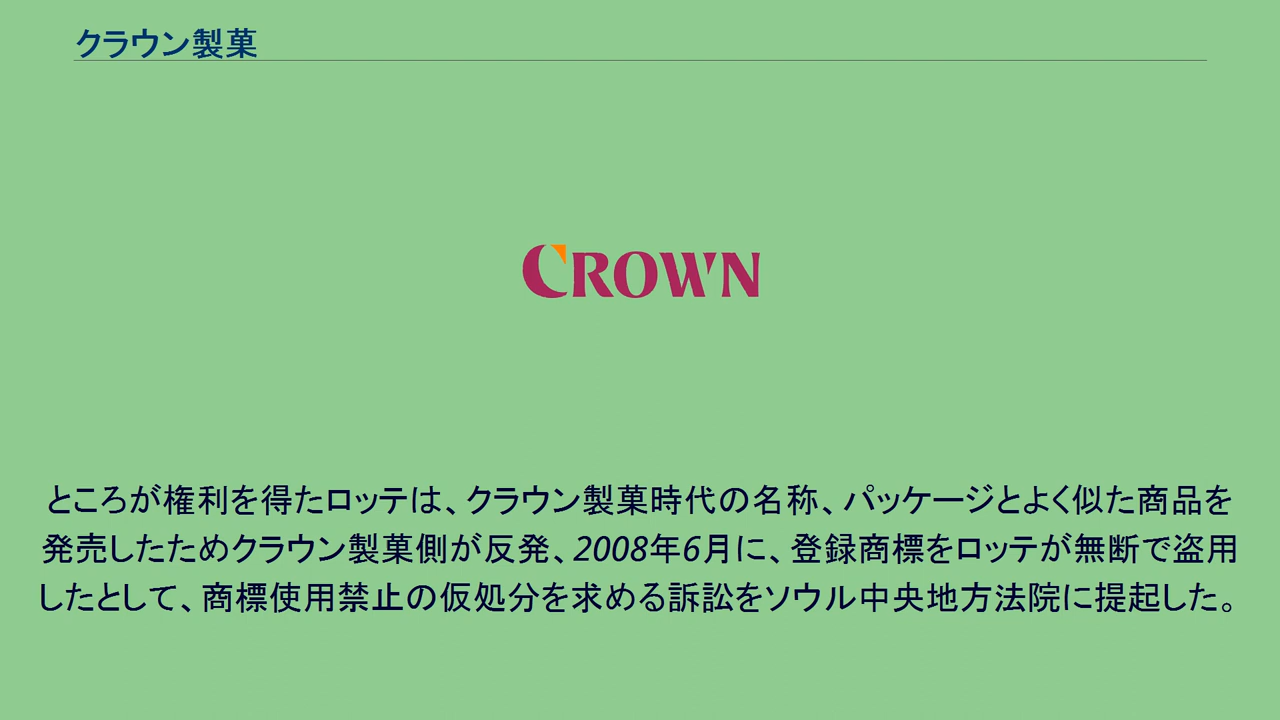 クラウン製菓
CROWN
ところが権利を得たロッテは、クラウン製菓時代の名称、パッケージとよく似た商品を
発売したためクラウン製菓側が反発、2008年6月に、登録商標をロッテが無断で盗用
したとして、商標使用禁止の仮処分を求める訴訟をソウル中央地方法院に提起した。